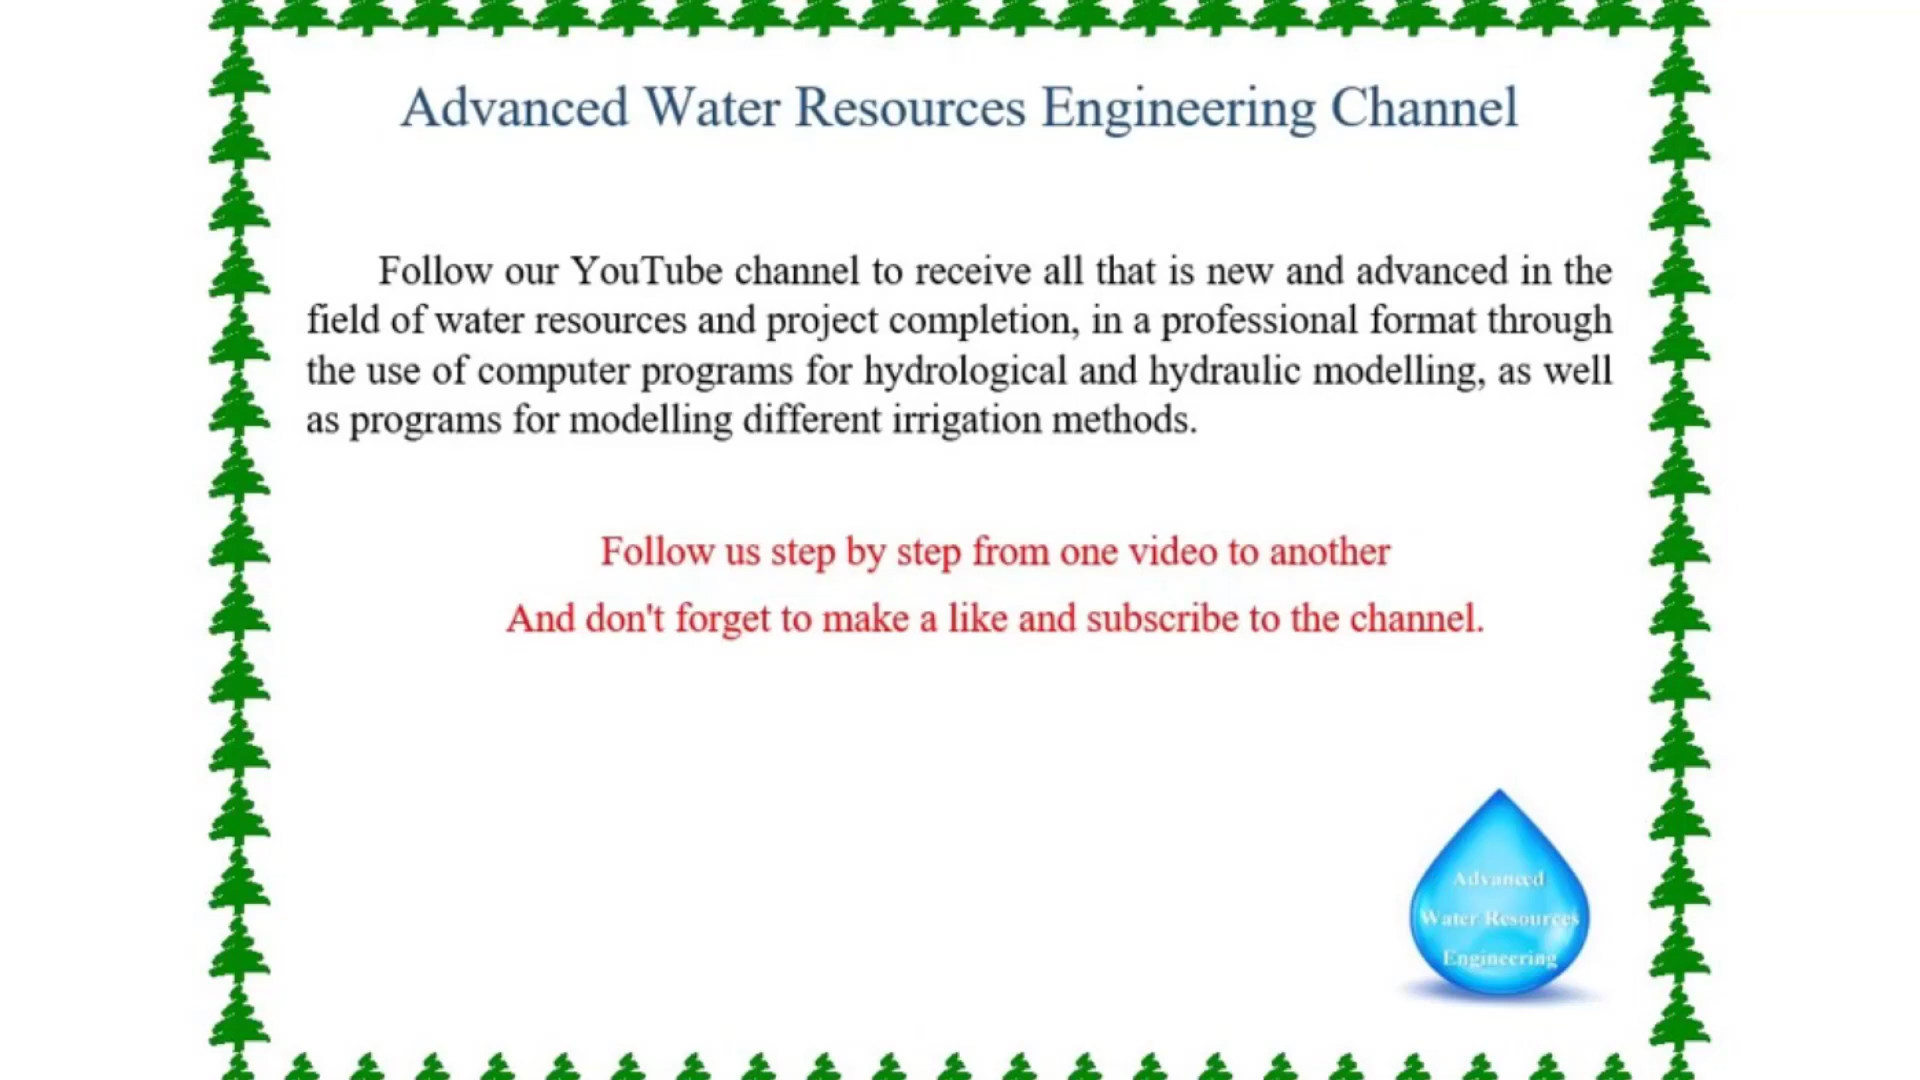 Advanced Water Resources Engineering Channel
Follow our YouTube channel to receive all that is new and advanced in the
field of water resources and project completion, in a professional format through
the use of computer programs for hydrological and hydraulic modelling, as well
as programs for modelling different irrigation methods.
Follow us step by step from one video to another
And don't forget to make a like and subscribe to the channel.
Advanced
Water Resources
Engineering